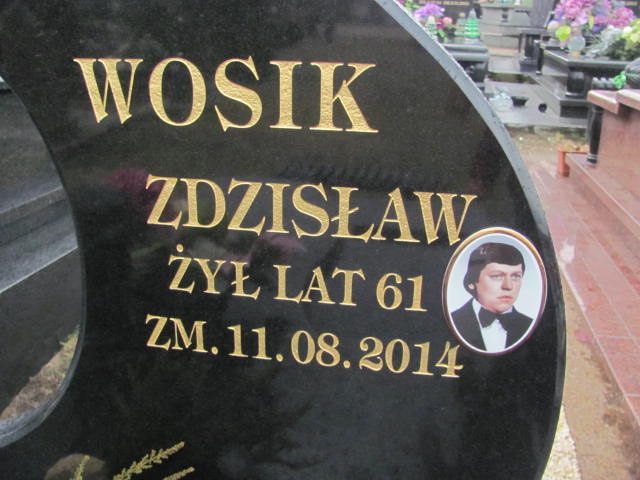 WOSIK
ZDZISŁAW
ŻYŁ LAT 61
ZM. 11.08.2014